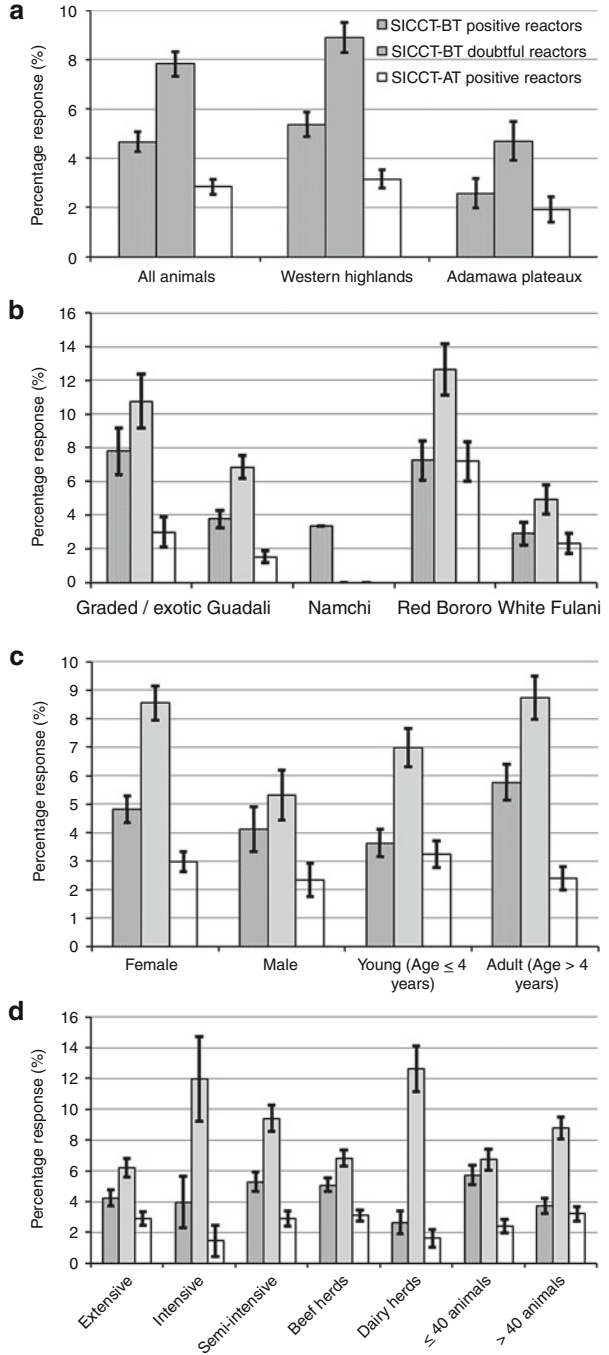 a
Percentage response (%)
10
8
6
4
2
0
SICCT-BT positive reactors
SICCT-BT doubtful reactors
SICCT-AT positive reactors
All animals
Western highlands
Adamawa plateaux
b
Percentage response (%)
16
14
12
10
8
6
4
2
0
Graded / exotic
Guadali
Namchi
Red Bororo
White Fulani
c
Percentage response (%)
10
9
8
7
6
5
4
3
2
1
0
Female
Male
Young (Age ≤ 4
years)
Adult (Age > 4
years)
d
Percentage response (%)
16
14
12
10
8
6
4
2
0
Extensive
Intensive
Semi-intensive
Beef herds
Dairy herds
≤ 40 animals
> 40 animals